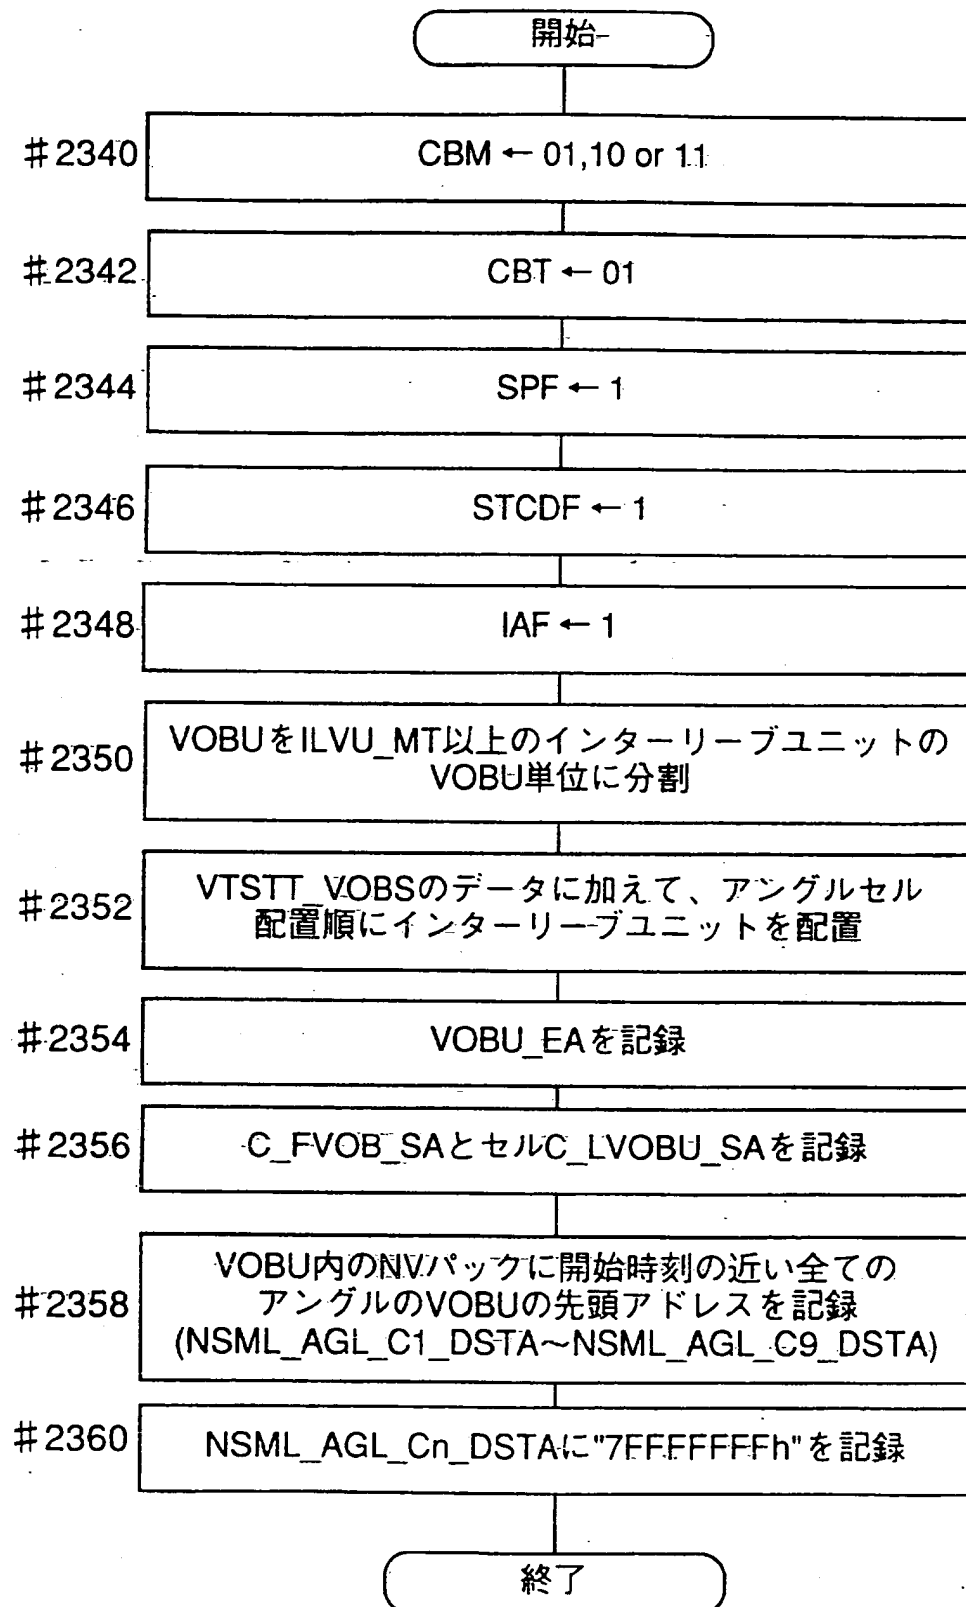 開始
#2340
CBM ← 01,10 or 11
#2342
CBT ← 01
#2344
SPF ← 1
#2346
STCDF ← 1
#2348
IAF ← 1
#2350
VOBUをILVU_MT以上のインターリーブユニットの
VOBU単位に分割
#2352
VTSTT_VOBSのデータに加えて、アングルセル
配置順にインターリーブユニットを配置
#2354
VOBU_EAを記録
#2356
C_FVOB_SAとセルC_LVOBU_SAを記録
#2358
VOBU内のNVパックに開始時刻の近い全ての
アングルのVOBUの先頭アドレスを記録
(NSML_AGL_C1_DSTA～NSML_AGL_C9_DSTA)
#2360
NSML_AGL_Cn_DSTAに"7FFFFFFFh"を記録
終了